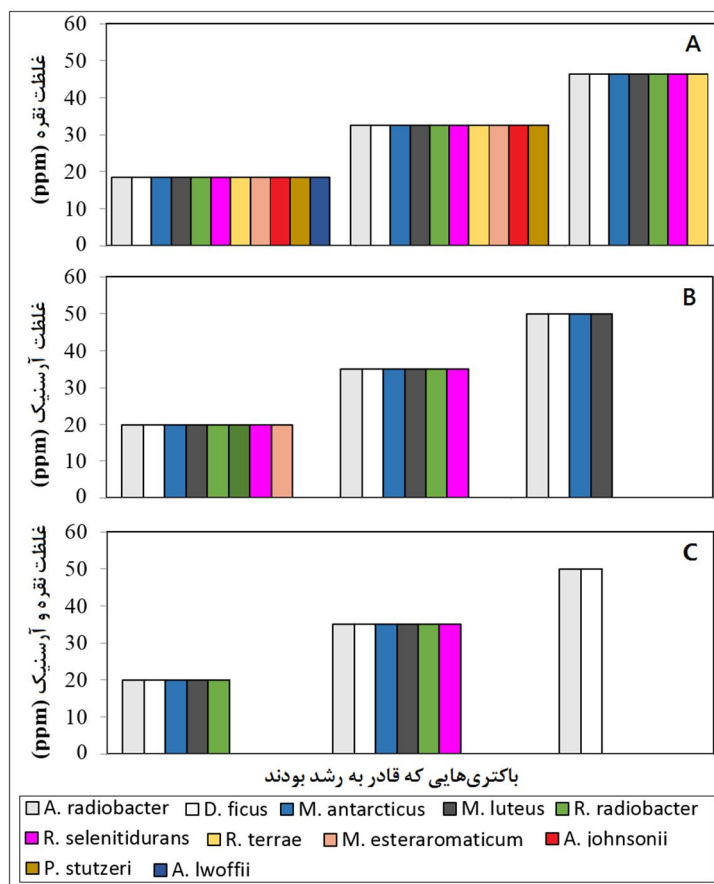 غلظت نقره (ppm)
60
50
40
30
20
10
0
A
غلظت آرسنیک (ppm)
60
50
40
30
20
10
0
B
غلظت نقره و آرسنیک (ppm)
60
50
40
30
20
10
0
C
باکتری‌هایی که قادر به رشد بودند
A. radiobacter D. ficus M. antarcticus M. luteus R. radiobacter
R. selenitidurans R. terrae M. esteraromaticum A. johnsonii
P. stutzeri A. lwoffii